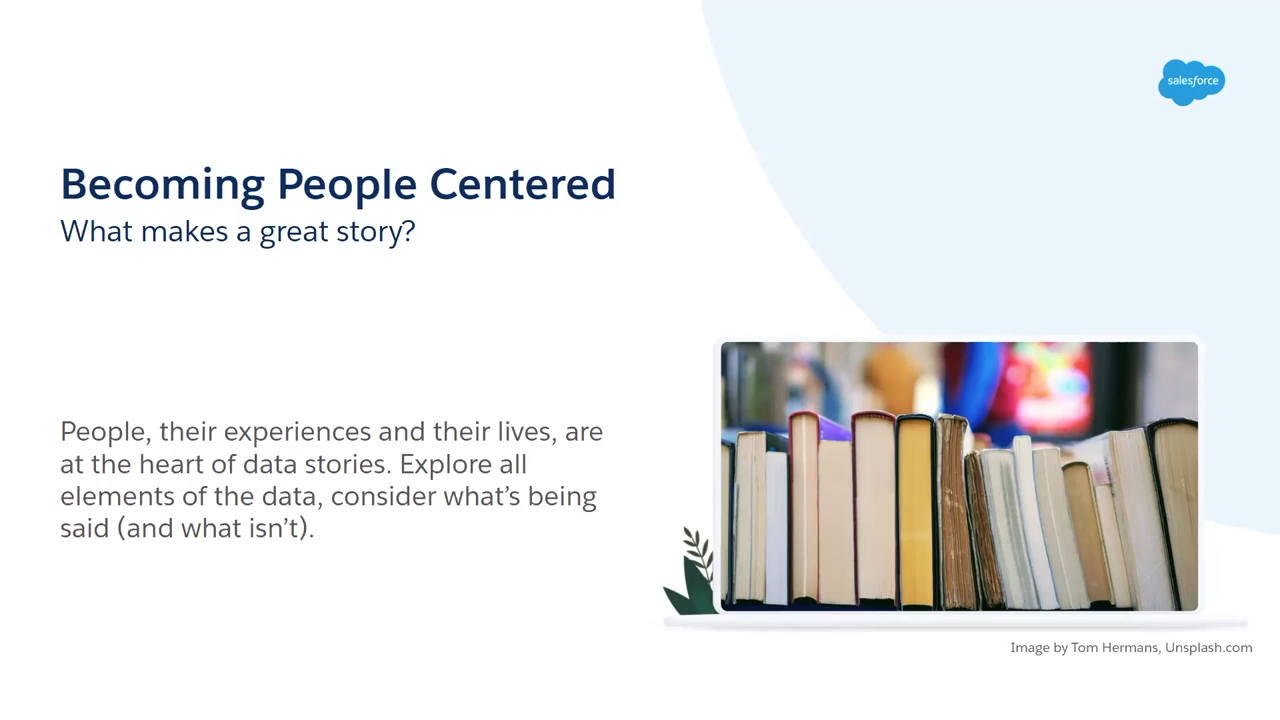 salesforce
Becoming People Centered
What makes a great story?
People, their experiences and their lives, are
at the heart of data stories. Explore all
elements of the data, consider what’s being
said (and what isn’t).
Image by Tom Hermans, Unsplash.com